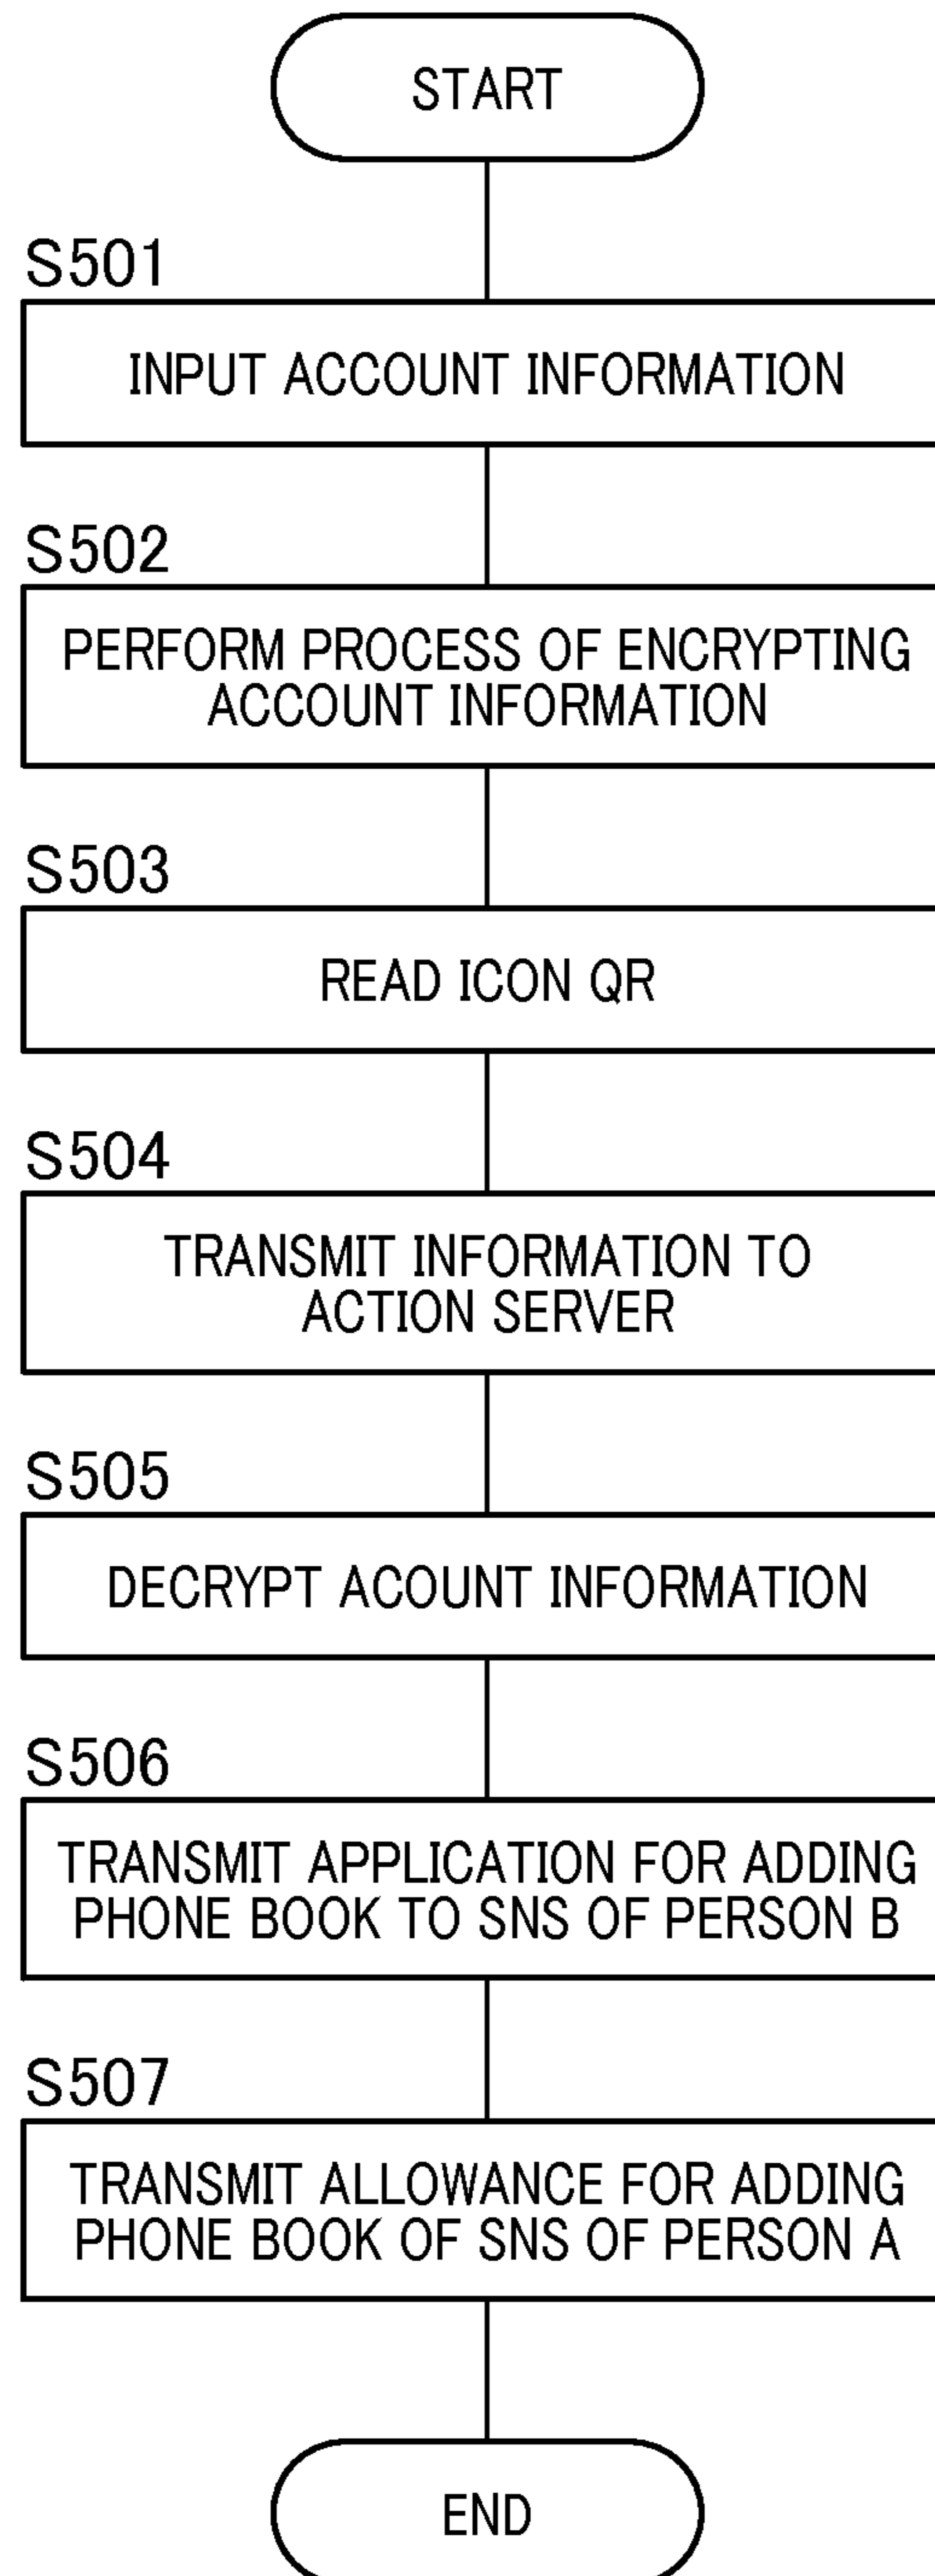 START
S501
INPUT ACCOUNT INFORMATION
S502
PERFORM PROCESS OF ENCRYPTING
ACCOUNT INFORMATION
S503
READ ICON QR
S504
TRANSMIT INFORMATION TO
ACTION SERVER
S505
DECRYPT ACOUNT INFORMATION
S506
TRANSMIT APPLICATION FOR ADDING
PHONE BOOK TO SNS OF PERSON B
S507
TRANSMIT ALLOWANCE FOR ADDING
PHONE BOOK OF SNS OF PERSON A
END